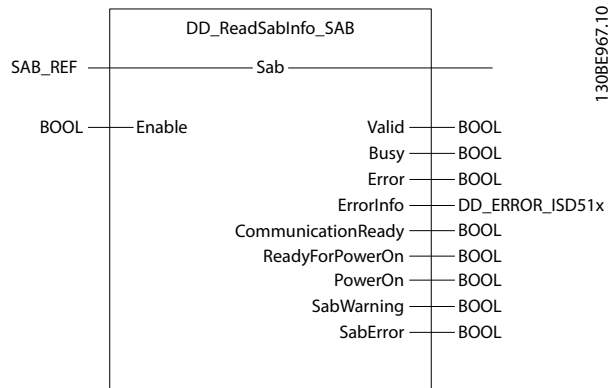 DD_ReadSabInfo_SAB
SAB_REF Sab
BOOL Enable Valid BOOL
Busy BOOL
Error BOOL
ErrorInfo DD_ERROR_ISD51x
CommunicationReady BOOL
ReadyForPowerOn BOOL
PowerOn BOOL
SabWarning BOOL
SabError BOOL
130BE967.10